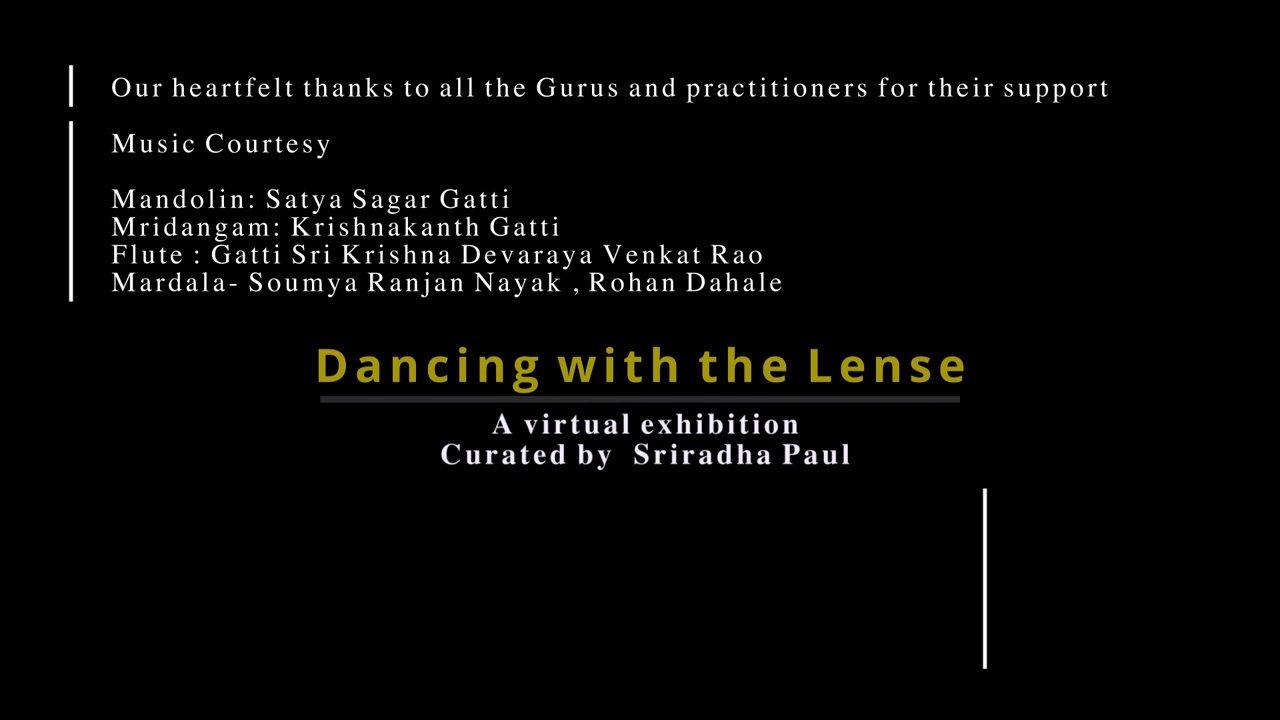 Our heartfelt thanks to all the Gurus and practitioners for their support
Music Courtesy
Mandolin: Satya Sagar Gatti
Mridangam: Krishnakanth Gatti
Flute : Gatti Sri Krishna Devaraya Venkat Rao
Mardala- Soumya Ranjan Nayak , Rohan Dahale
Dancing with the Lense
A virtual exhibition
Curated by  Sriradha Paul